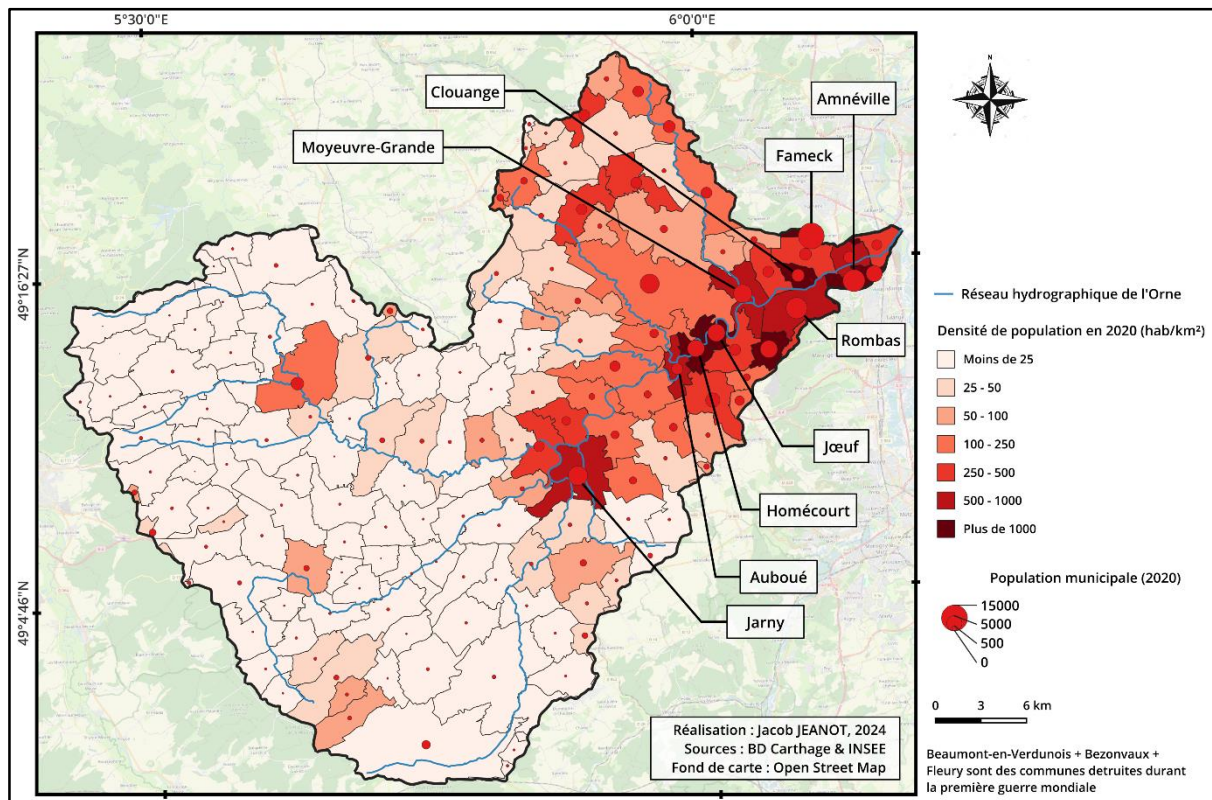 5°30'0"E
6°0'0"E
N
Clouange
Amnéville
Moyeuvre-Grande
Fameck
49°16'27"N
Réseau hydrographique de l'Orne
Densité de population en 2020 (hab/km²)
Rombas
Moins de 25
25 - 50
50 - 100
100 - 250
Jœuf
250 - 500
500 - 1000
Homécourt
Plus de 1000
Auboué
Population municipale (2020)
49°4'46"N
Jarny
15000
5000
500
0
0 3 6 km
Réalisation : Jacob JEANOT, 2024
Sources : BD Carthage & INSEE
Fond de carte : Open Street Map
Beaumont-en-Verdunois + Bezonvaux +
Fleury sont des communes detruites durant
la première guerre mondiale